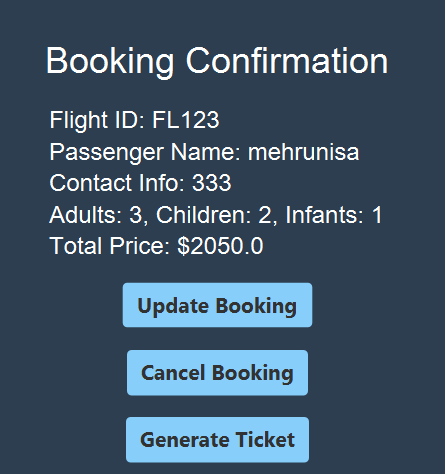 Booking Confirmation
Flight ID: FL123
Passenger Name: mehrunisa
Contact Info: 333
Adults: 3, Children: 2, Infants: 1
Total Price: $2050.0
Update Booking
Cancel Booking
Generate Ticket